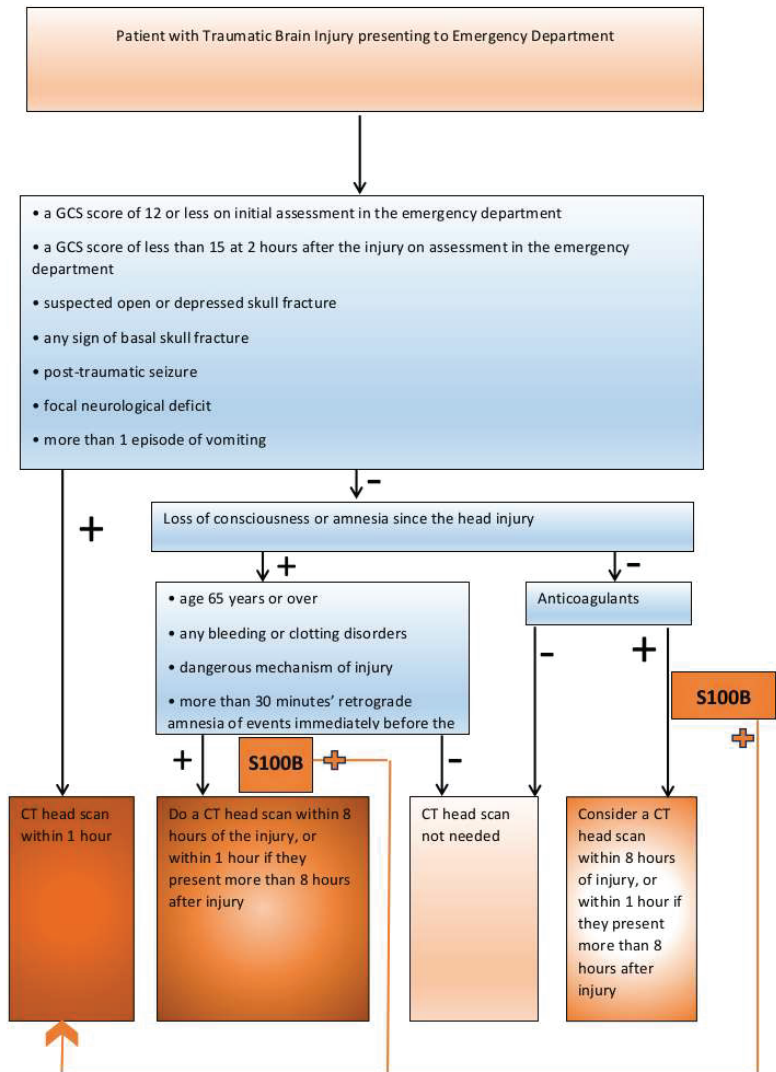 Patient with Traumatic Brain Injury presenting to Emergency Department
• a GCS score of 12 or less on initial assessment in the emergency department
• a GCS score of less than 15 at 2 hours after the injury on assessment in the emergency
department
• suspected open or depressed skull fracture
• any sign of basal skull fracture
• post-traumatic seizure
• focal neurological deficit
• more than 1 episode of vomiting
-
+
Loss of consciousness or amnesia since the head injury
+
-
• age 65 years or over
• any bleeding or clotting disorders
• dangerous mechanism of injury
• more than 30 minutes’ retrograde
amnesia of events immediately before the
Anticoagulants
-
+
S100B
+
+
S100B
+
-
CT head scan
within 1 hour
Do a CT head scan within 8
hours of the injury, or
within 1 hour if they
present more than 8 hours
after injury
CT head scan
not needed
Consider a CT
head scan
within 8 hours
of injury, or
within 1 hour if
they present
more than 8
hours after
injury